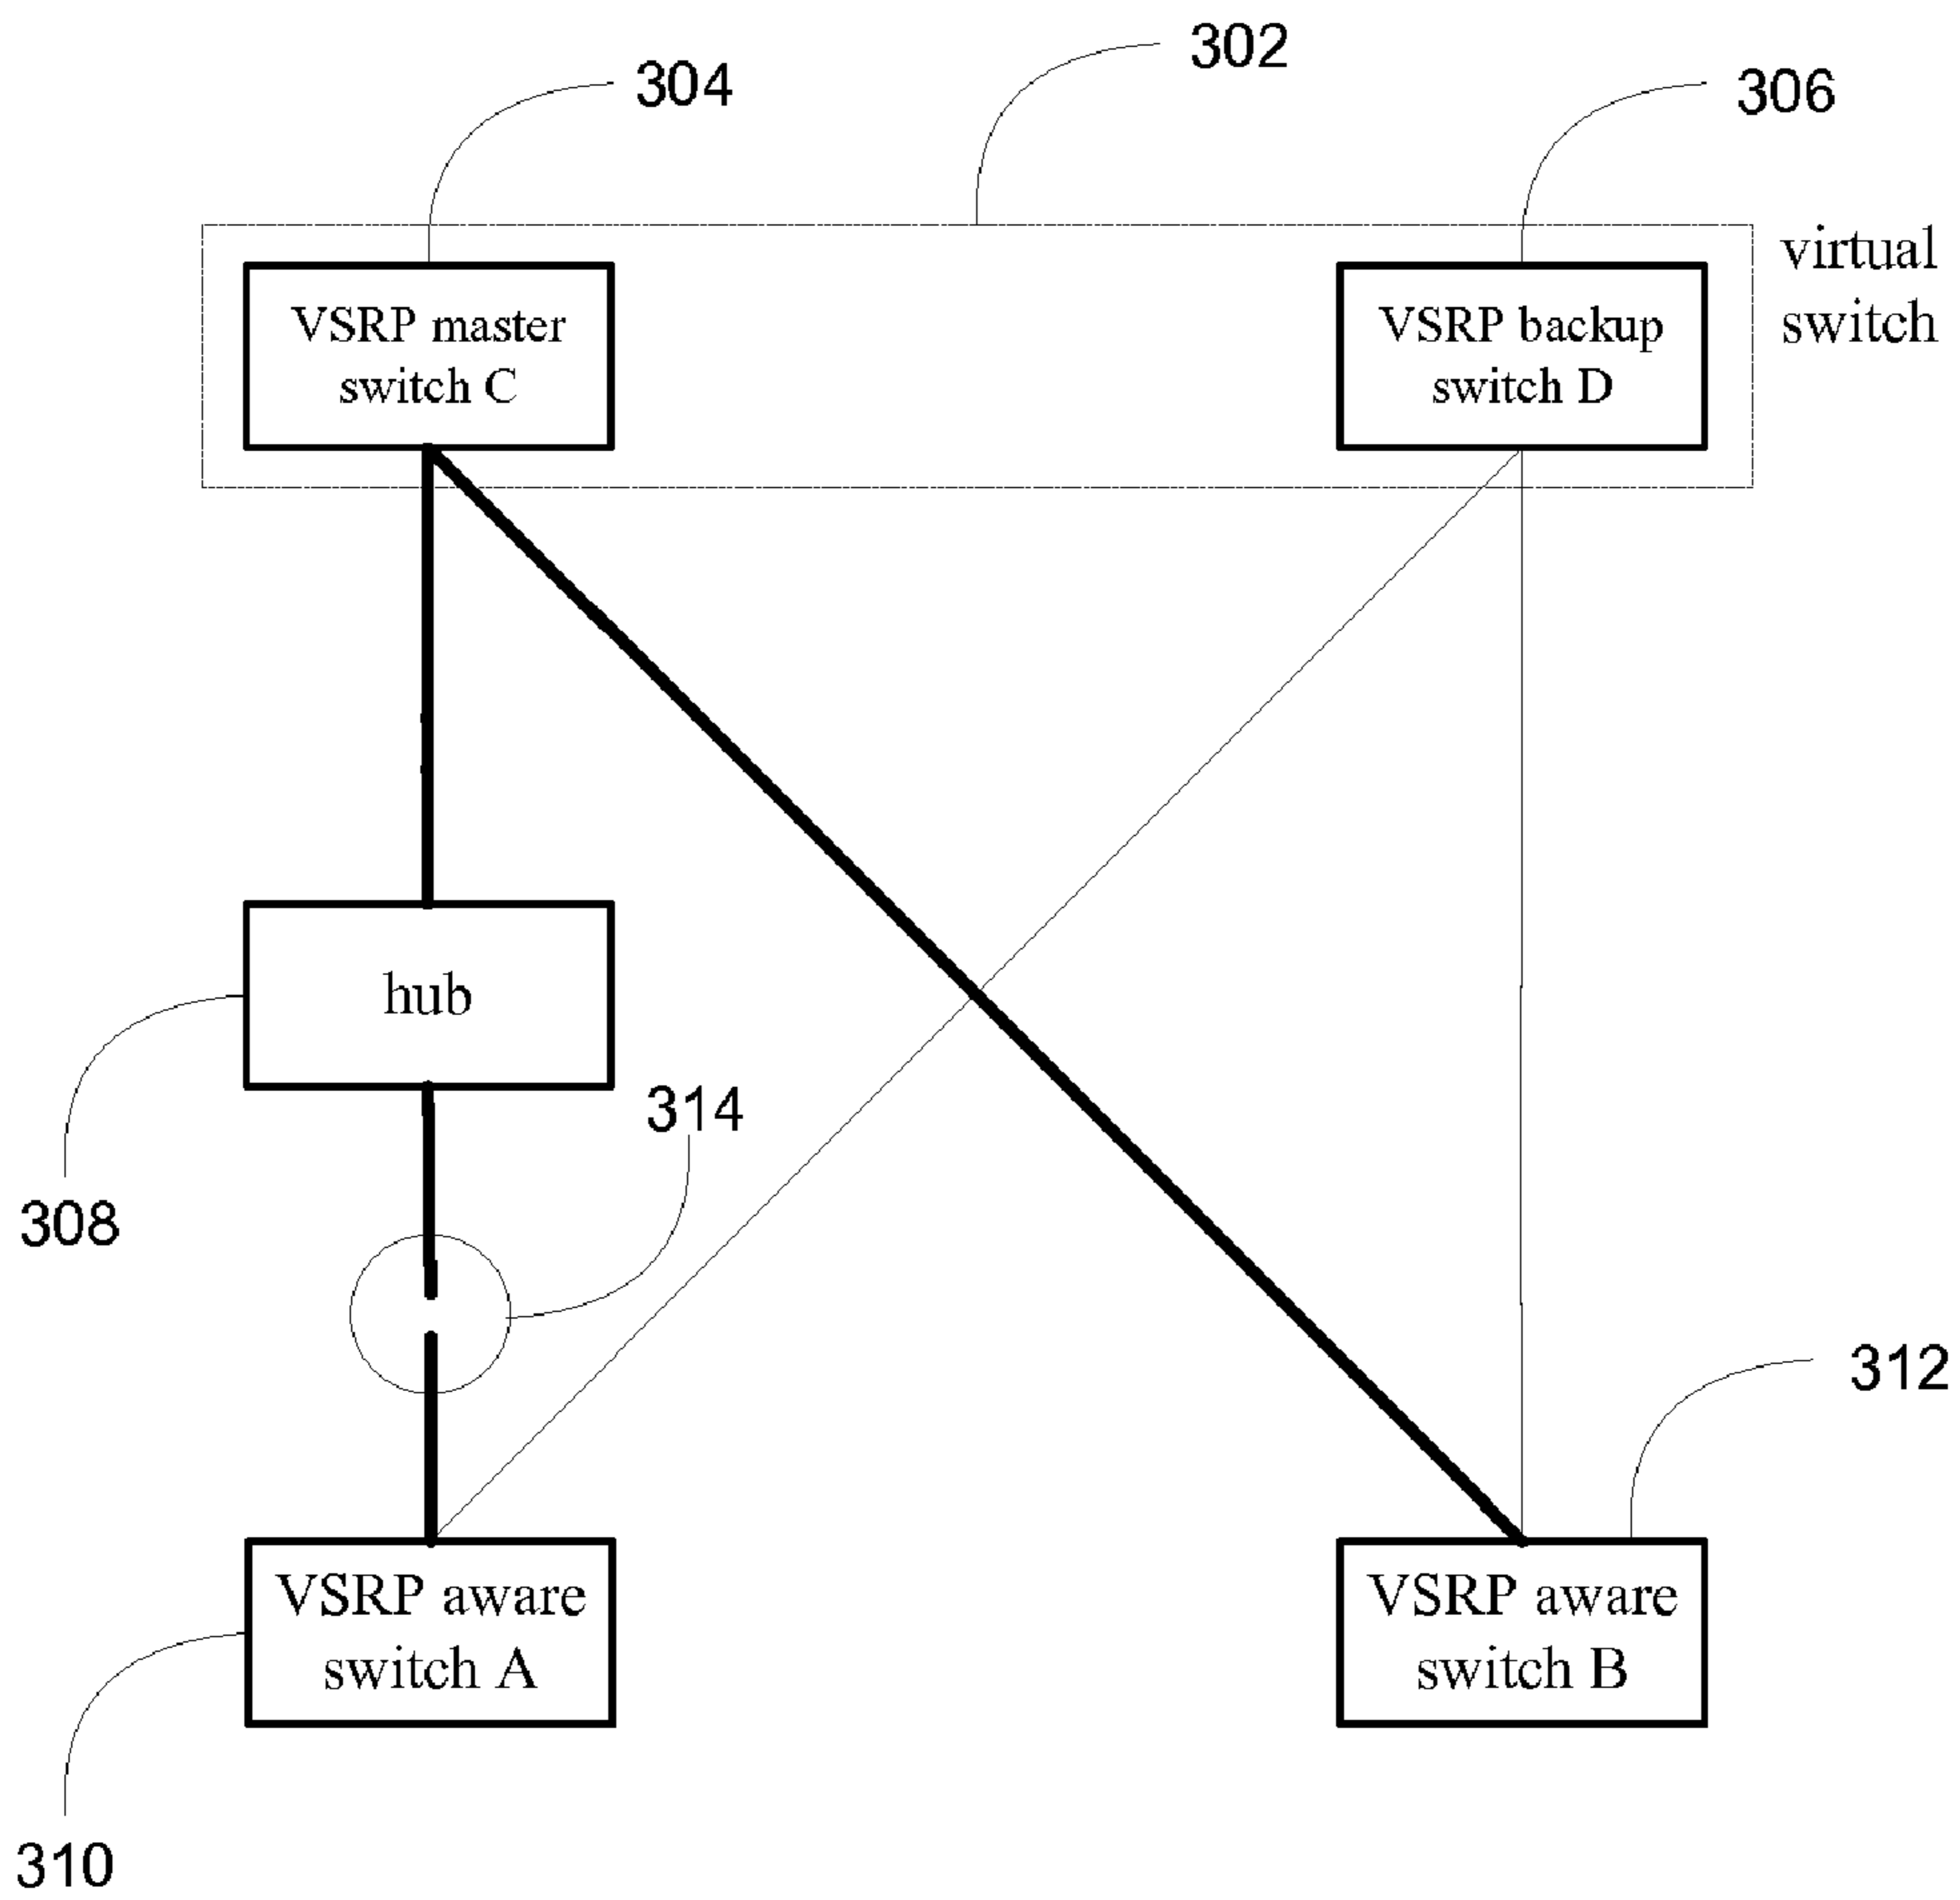 302
304
306
virtual
switch
VSRP master
switch C
VSRP backup
switch D
hub
314
308
312
VSRP aware
switch A
VSRP aware
switch B
310